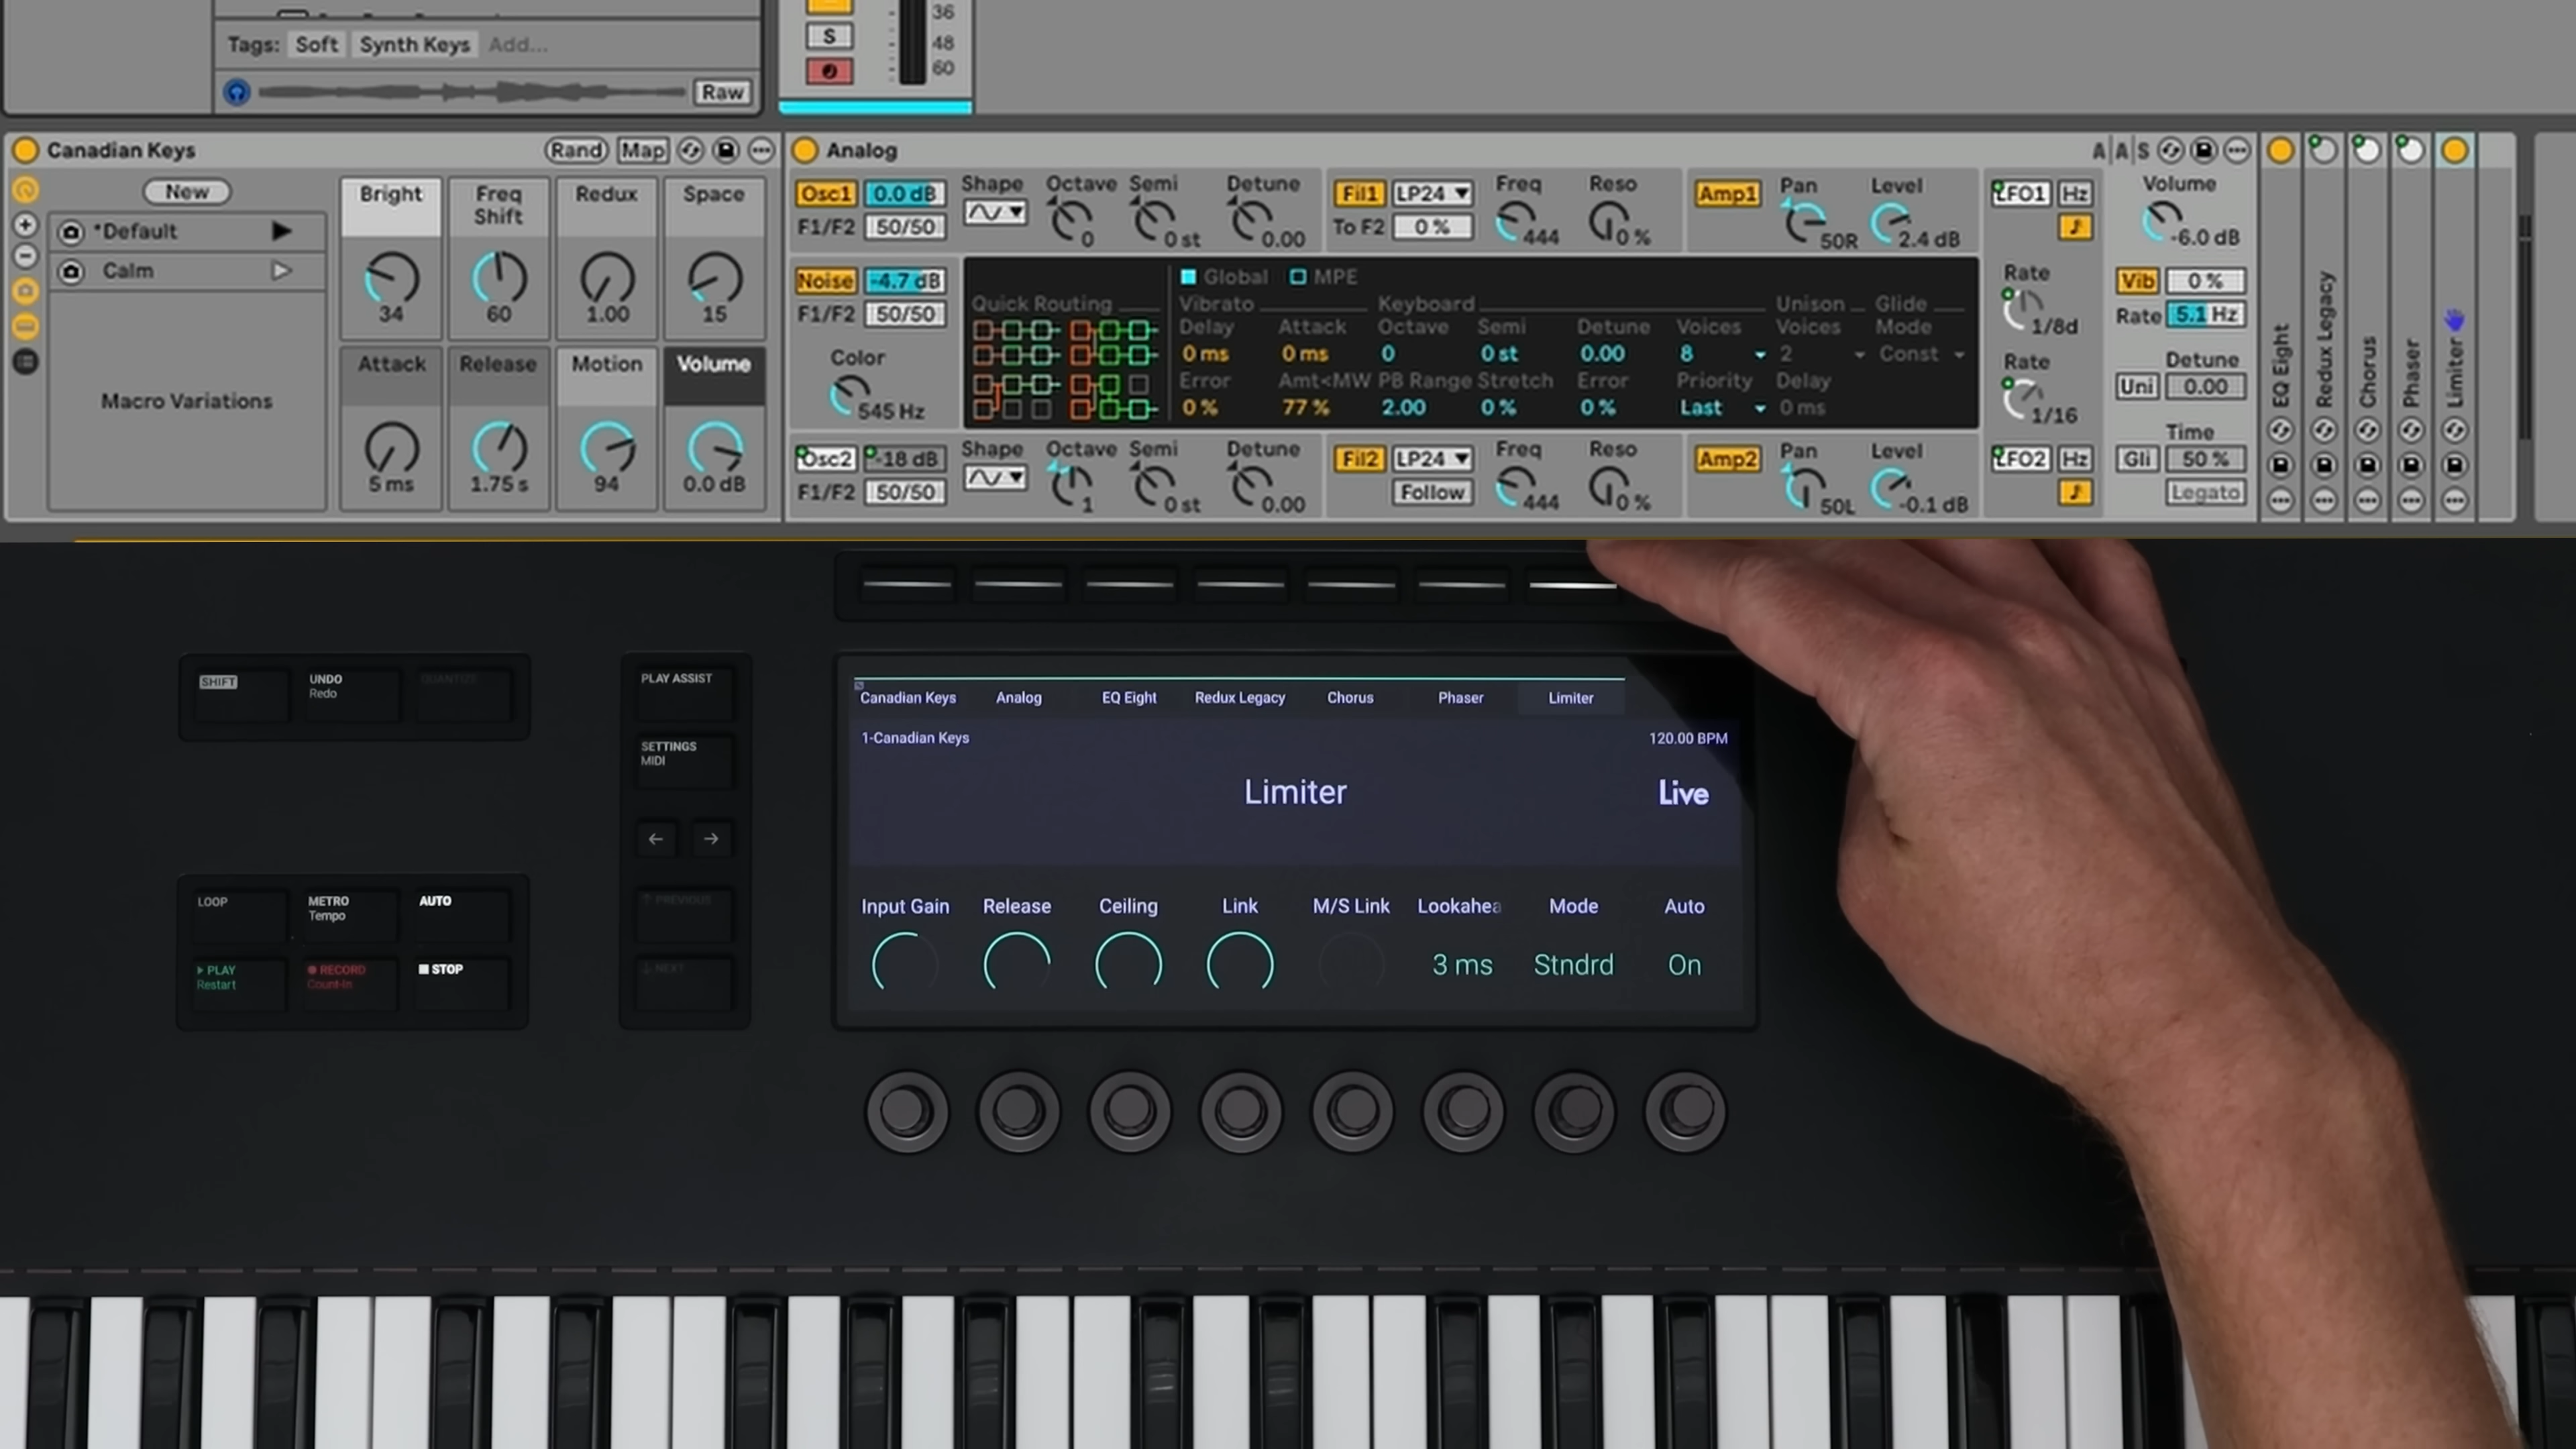 36
Tags: Soft Synth Keys Add...
S 48
60
Raw
Canadian Keys Rand Map
New
*Default
Calm
Macro Variations
Bright Freq Shift Redux Space
34 60 1.00 15
Attack Release Motion Volume
5 ms 1.75 s 94 0.0 dB
Analog A|A|S
Osc1 0.0 dB Shape Octave Semi Detune Fil1 LP24 Freq Reso Amp1 Pan Level LFO1 Hz Volume
F1/F2 50/50 0 0 st 0.00 To F2 0 % 444 0 % 50R 2.4 dB -6.0 dB
Noise -4.7 dB
F1/F2 50/50
Color
545 Hz
Global MPE
Quick Routing Vibrato Keyboard Unison Glide
Delay Attack Octave Semi Detune Voices Voices Mode
0 ms 0 ms 0 0 st 0.00 8 2 Const
Error Amt<MW PB Range Stretch Error Priority Delay
0 % 77 % 2.00 0 % 0 % Last 0 ms
Rate
1/8d
Rate
1/16
Vib 0 %
Rate 5.1 Hz
Detune
Uni 0.00
Time
Osc2 -18 dB Shape Octave Semi Detune Fil2 LP24 Freq Reso Amp2 Pan Level LFO2 Hz Gli 50 %
F1/F2 50/50 1 0 st 0.00 Follow 444 0 % 50L -0.1 dB Legato
EQ Eight
Redux Legacy
Chorus
Phaser
Limiter
SHIFT UNDO QUANTIZE
Redo
PLAY ASSIST
SETTINGS
MIDI
PREVIOUS
NEXT
LOOP METRO AUTO
Tempo
PLAY RECORD STOP
Restart Count-In
Canadian Keys Analog EQ Eight Redux Legacy Chorus Phaser Limiter
1-Canadian Keys 120.00 BPM
Limiter Live
Input Gain Release Ceiling Link M/S Link Lookahea Mode Auto
3 ms Stndrd On